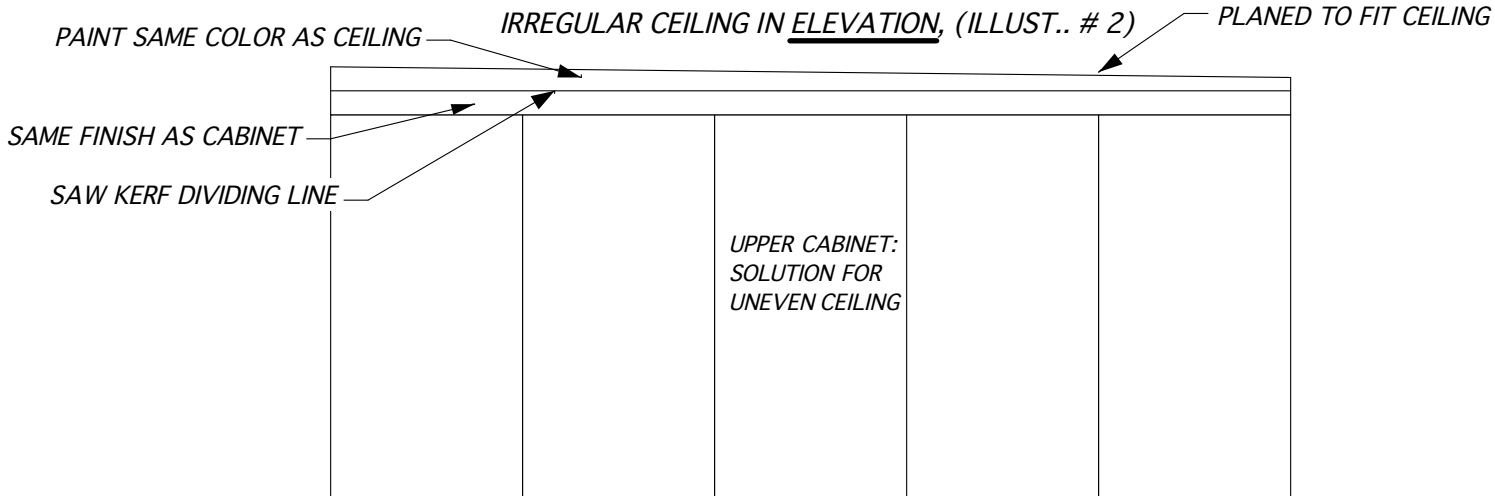 IRREGULAR CEILING IN ELEVATION, (ILLUST.. # 2)
PLANED TO FIT CEILING
PAINT SAME COLOR AS CEILING
SAME FINISH AS CABINET
SAW KERF DIVIDING LINE
UPPER CABINET:
SOLUTION FOR
UNEVEN CEILING